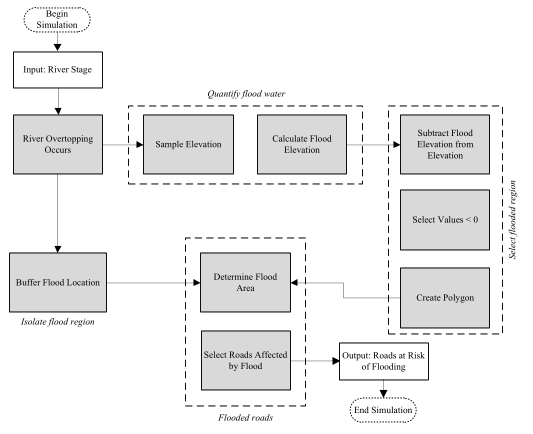 Begin
Simulation
Input: River Stage
Quantify flood water
River Overtopping
Occurs
Sample Elevation
Calculate Flood
Elevation
Subtract Flood
Elevation from
Elevation
Select Values < 0
Create Polygon
Select flooded region
Buffer Flood Location
Isolate flood region
Determine Flood
Area
Select Roads Affected
by Flood
Flooded roads
Output: Roads at Risk
of Flooding
End Simulation